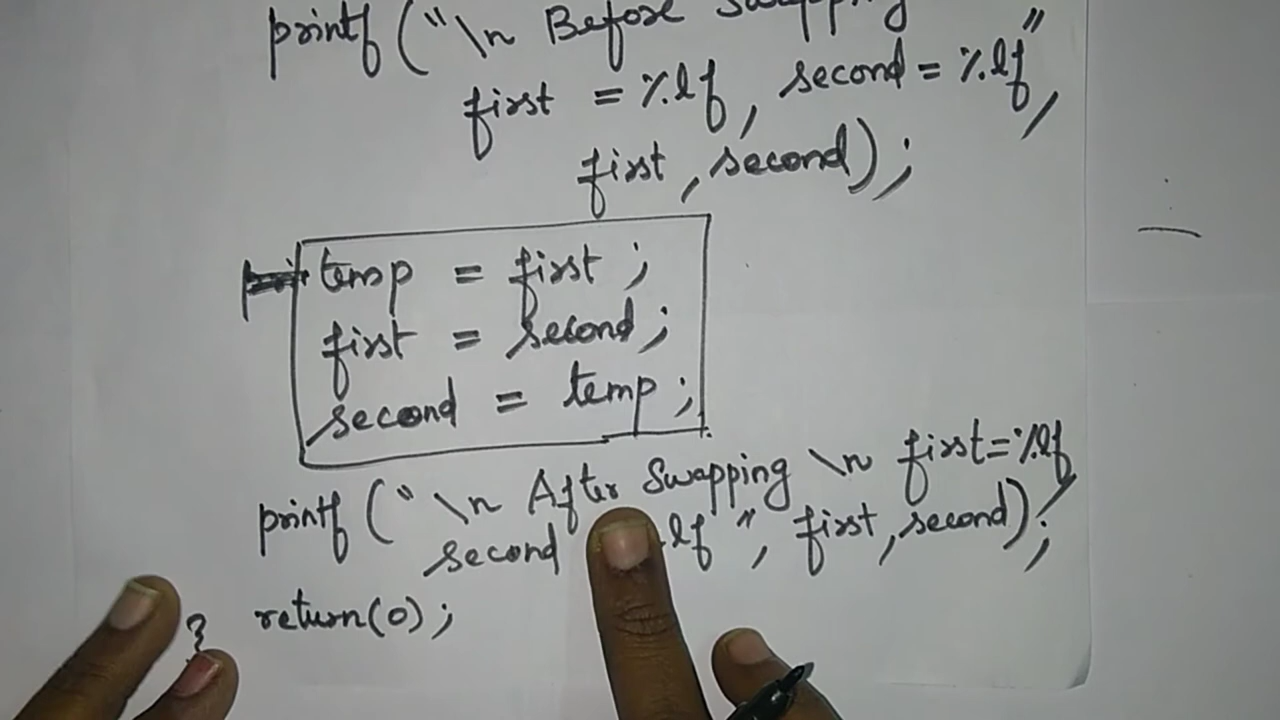 printf ("\n Before Swapping
first = %lf, second = %lf",
first, second);
temp = first;
first = second;
second = temp;
printf ("\n After Swapping \n first=%lf,
second lf", first, second);
return(0);
}